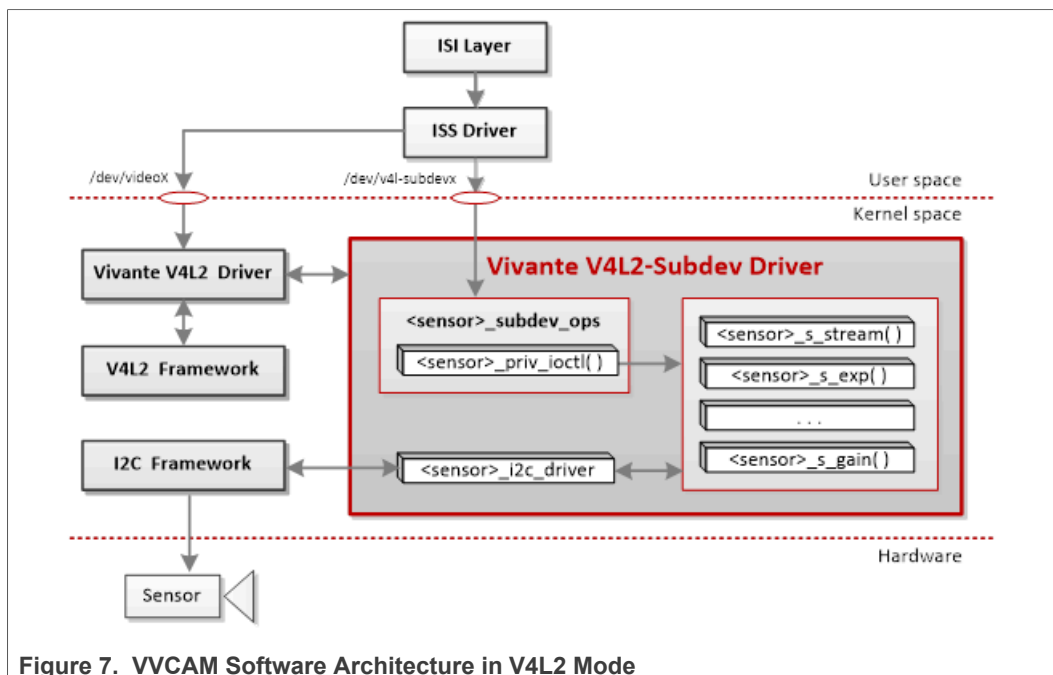 ISI Layer
ISS Driver
/dev/videoX
/dev/v4l-subdevx
User space
Kernel space
Vivante V4L2 Driver
Vivante V4L2-Subdev Driver
<sensor>_subdev_ops
<sensor>_priv_ioctl( )
<sensor>_s_stream( )
<sensor>_s_exp( )
. . .
<sensor>_s_gain( )
V4L2 Framework
I2C Framework
<sensor>_i2c_driver
Hardware
Sensor
Figure 7. VVCAM Software Architecture in V4L2 Mode